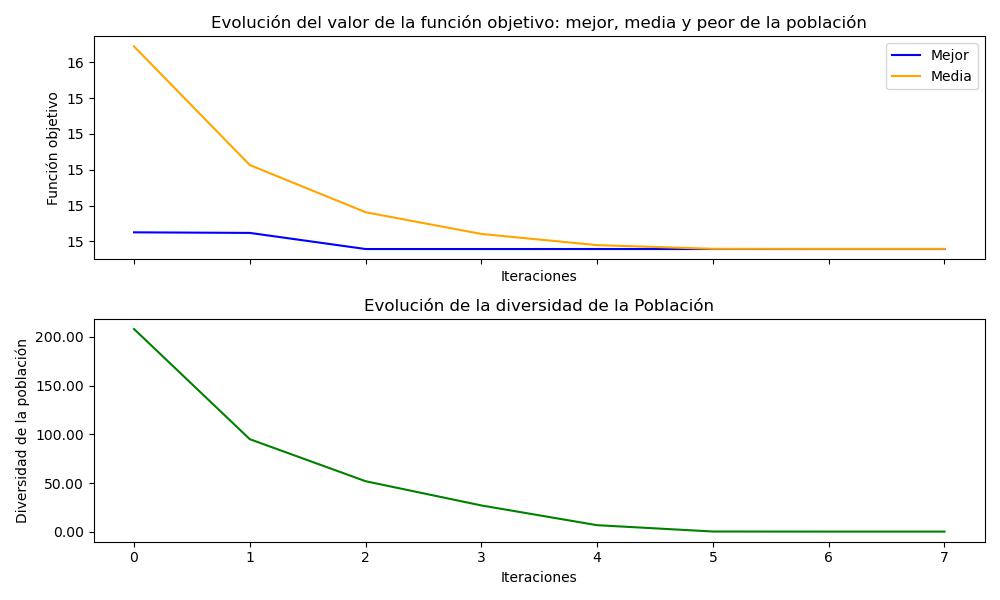 Evolución del valor de la función objetivo: mejor, media y peor de la población
Función objetivo
16
15
15
15
15
15
Mejor
Media
Iteraciones
Evolución de la diversidad de la Población
Diversidad de la población
200.00
150.00
100.00
50.00
0.00
0 1 2 3 4 5 6 7
Iteraciones